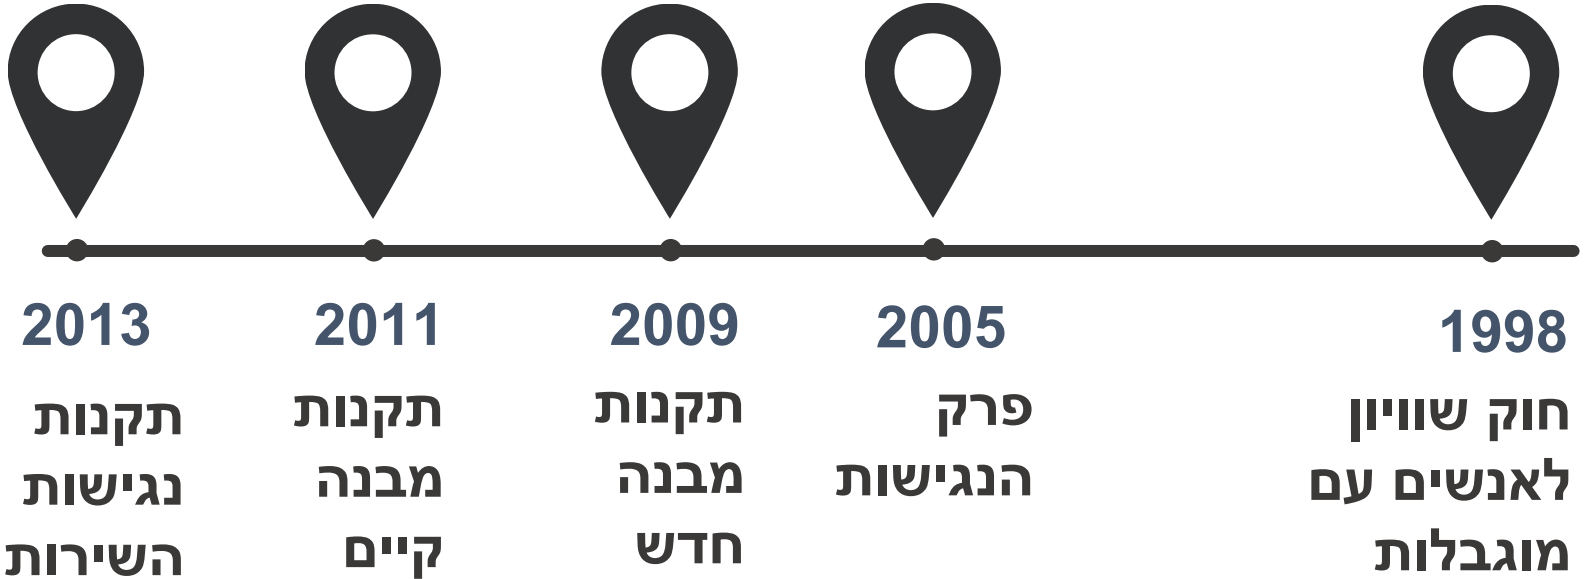 1998
חוק שוויון
לאנשים עם
מוגבלות
2005
פרק
הנגישות
2009
תקנות
מבנה
חדש
2011
תקנות
מבנה
קיים
2013
תקנות
נגישות
השירות